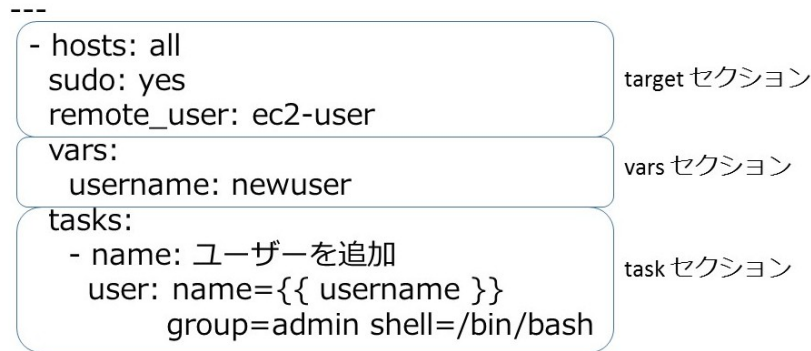 ---
- hosts: all
sudo: yes
remote_user: ec2-user
target セクション
vars:
username: newuser
vars セクション
tasks:
- name: ユーザーを追加
user: name={{ username }}
group=admin shell=/bin/bash
task セクション